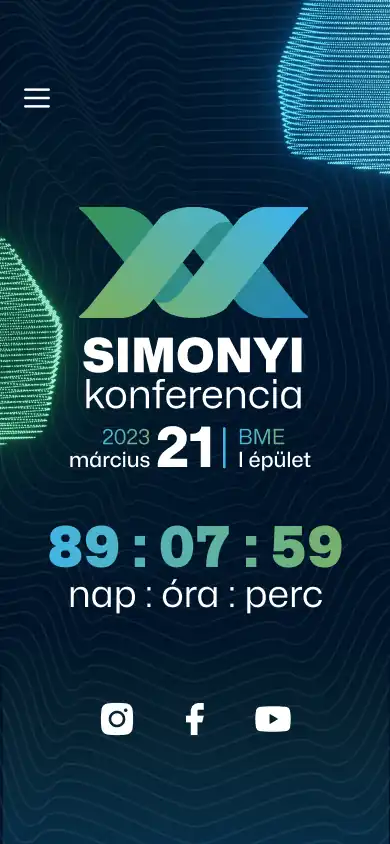 SIMONYI
konferencia
2023 március 21 | BME I épület
89 : 07 : 59
nap : óra : perc